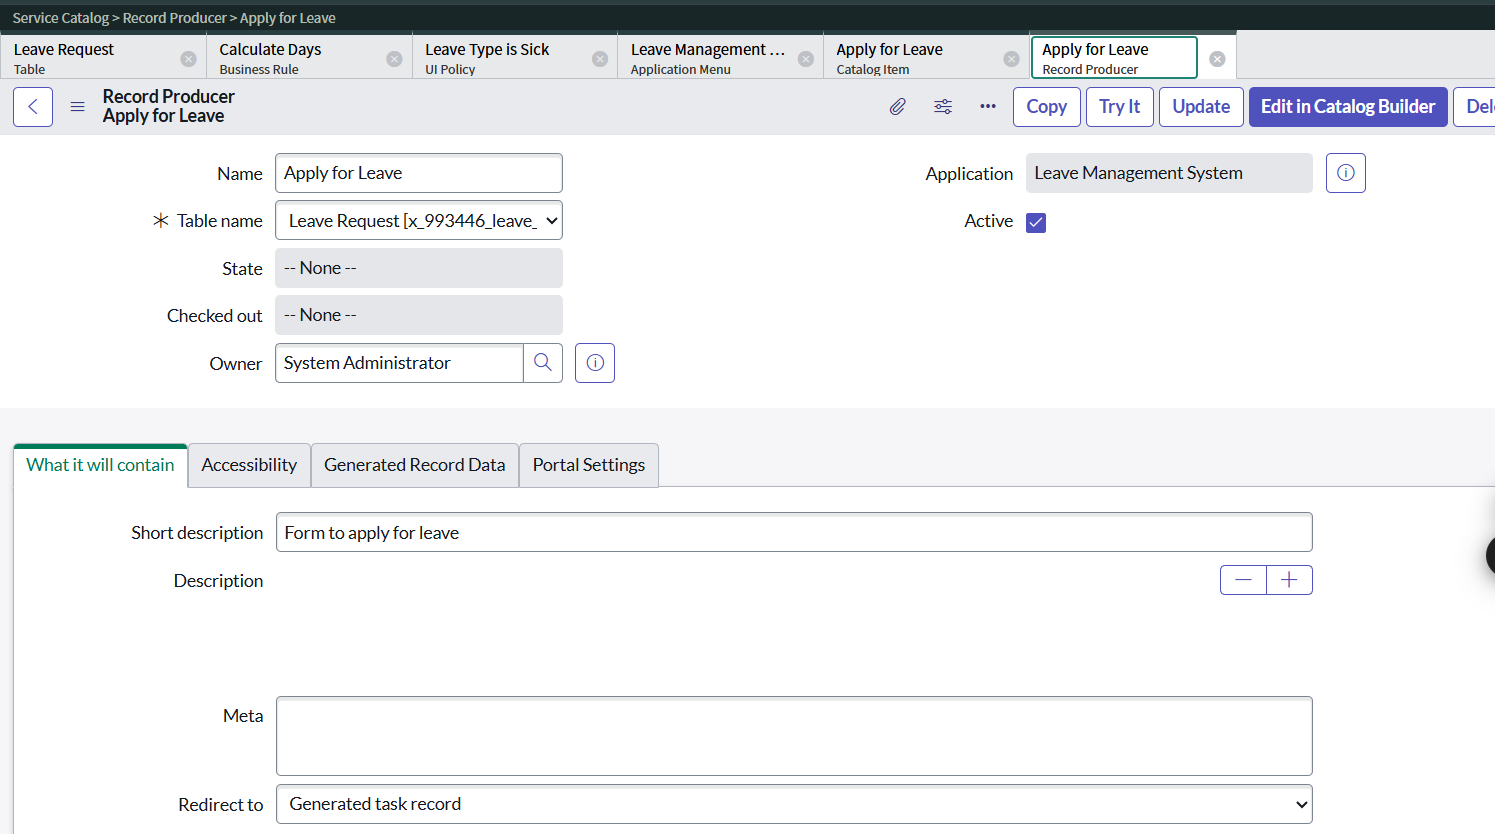 Service Catalog > Record Producer > Apply for Leave
Leave Request
Table
Calculate Days
Business Rule
Leave Type is Sick
UI Policy
Leave Management ...
Application Menu
Apply for Leave
Catalog Item
Apply for Leave
Record Producer
Record Producer
Apply for Leave
Copy
Try It
Update
Edit in Catalog Builder
Del
Name
Apply for Leave
Application
Leave Management System
* Table name
Leave Request [x_993446_leave_
Active
State
-- None --
Checked out
-- None --
Owner
System Administrator
What it will contain
Accessibility
Generated Record Data
Portal Settings
Short description
Form to apply for leave
Description
Meta
Redirect to
Generated task record